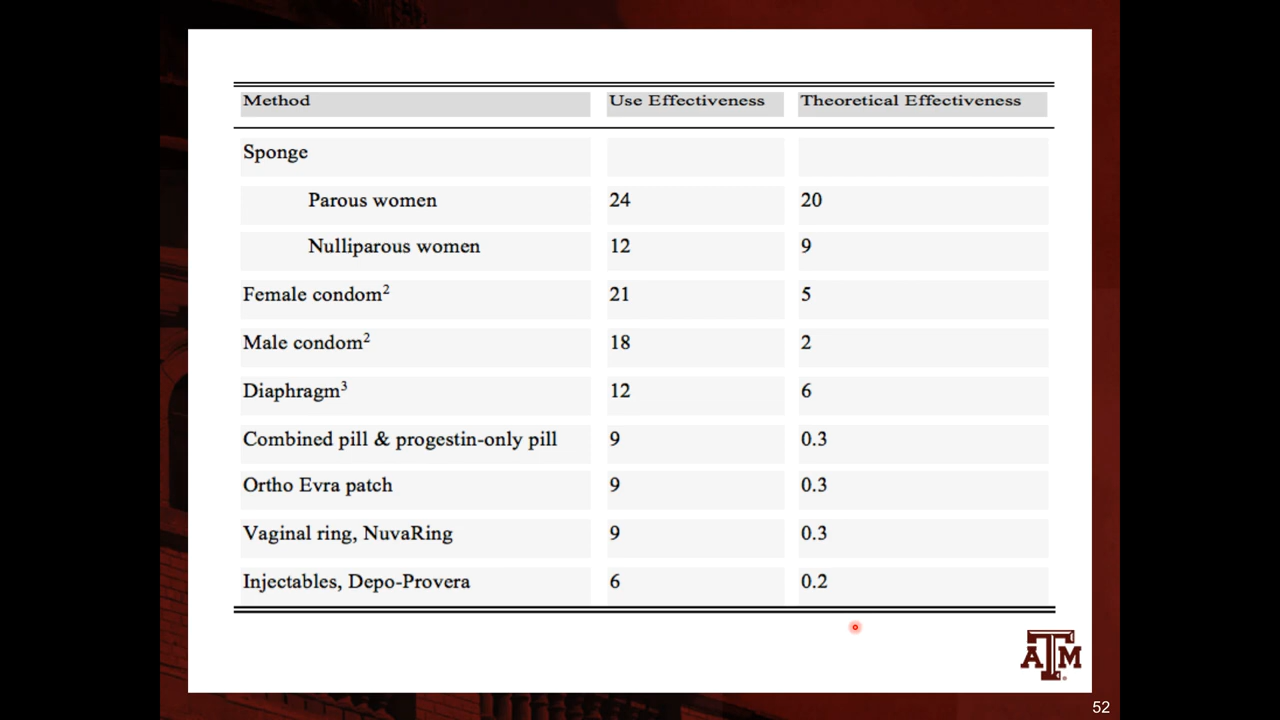 Method Use Effectiveness Theoretical Effectiveness
Sponge
Parous women 24 20
Nulliparous women 12 9
Female condom² 21 5
Male condom² 18 2
Diaphragm³ 12 6
Combined pill & progestin-only pill 9 0.3
Ortho Evra patch 9 0.3
Vaginal ring, NuvaRing 9 0.3
Injectables, Depo-Provera 6 0.2
ATM
52